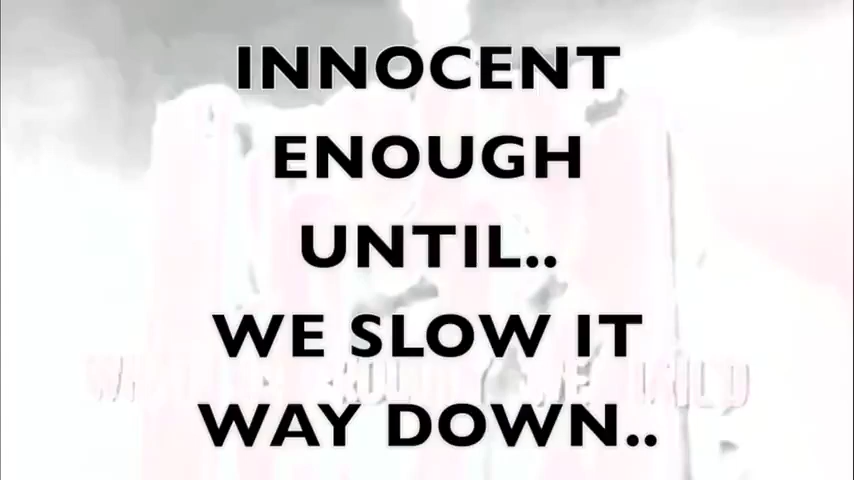 INNOCENT
ENOUGH
UNTIL..
WE SLOW IT
WAY DOWN..